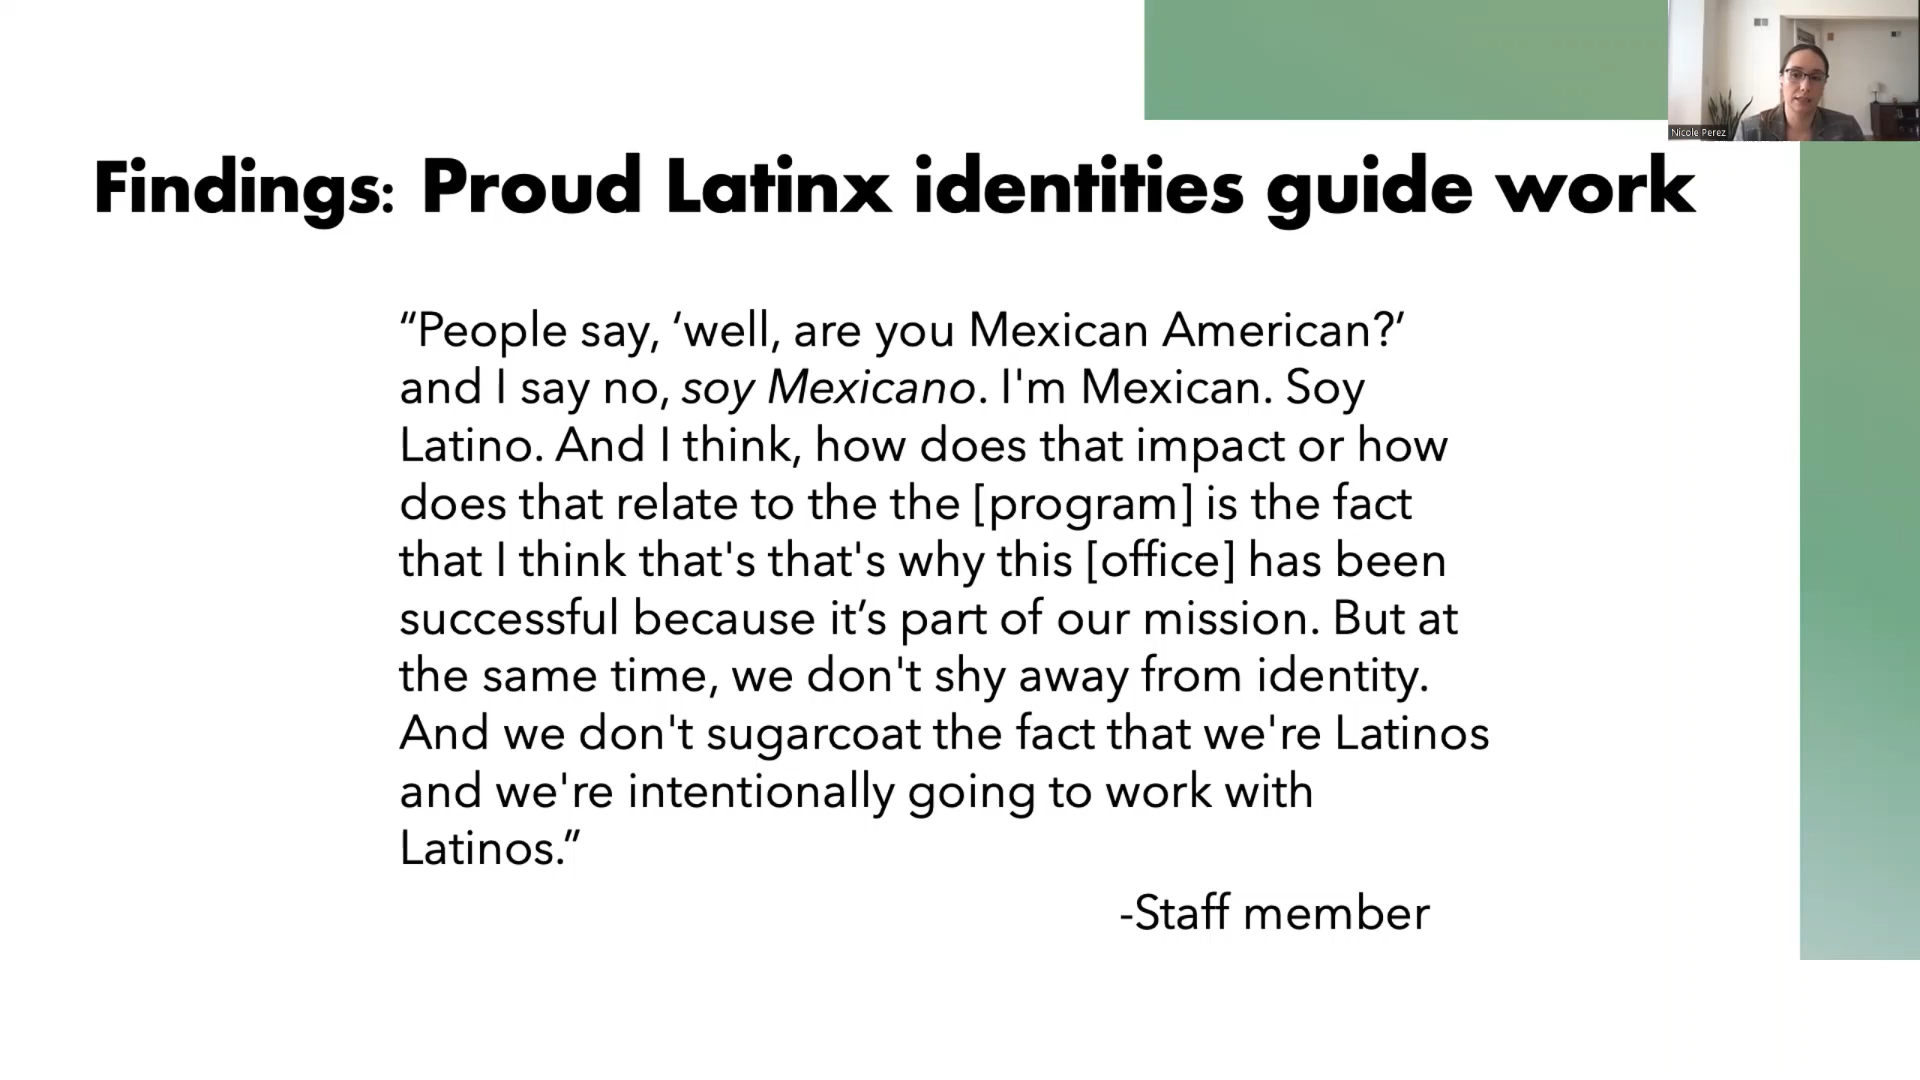 Nicole Perez
Findings: Proud Latinx identities guide work
“People say, ‘well, are you Mexican American?’
and I say no, soy Mexicano. I'm Mexican. Soy
Latino. And I think, how does that impact or how
does that relate to the the [program] is the fact
that I think that's that's why this [office] has been
successful because it’s part of our mission. But at
the same time, we don't shy away from identity.
And we don't sugarcoat the fact that we're Latinos
and we're intentionally going to work with
Latinos.”
-Staff member